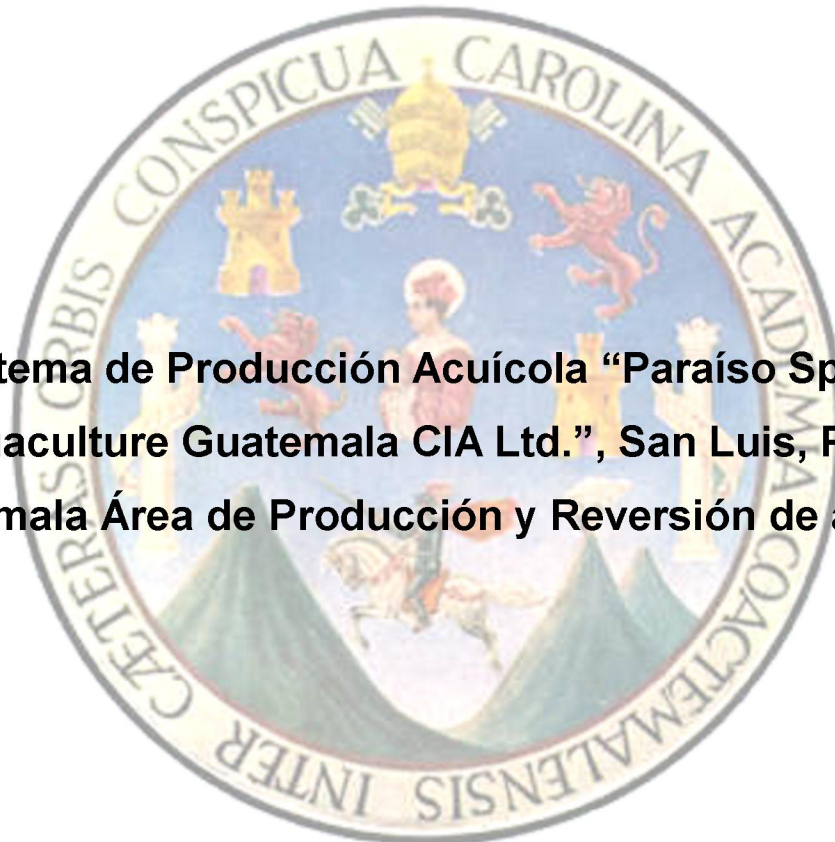 CÆTERAS ORBIS CONSPICUA CAROLINA ACADEMIA COACTEMALENSIS INTER
tema de Producción Acuícola “Paraíso Sp
aculture Guatemala CIA Ltd.”, San Luis, P
mala Área de Producción y Reversión de